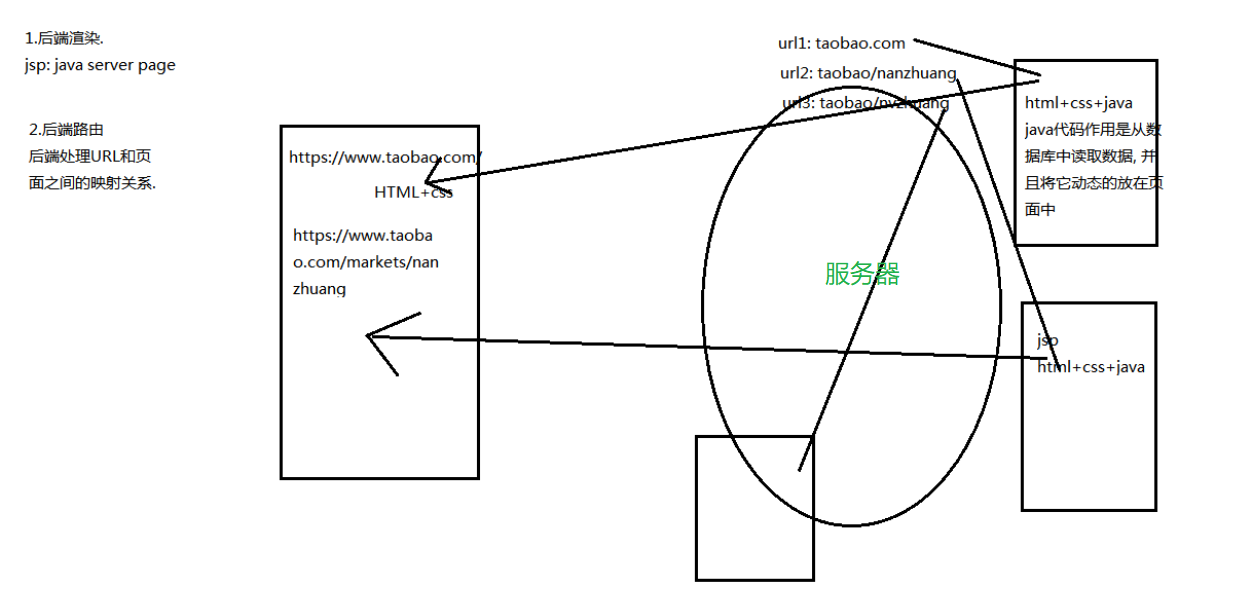 1.后端渲染.
jsp: java server page
2.后端路由
后端处理URL和页
面之间的映射关系.
https://www.taobao.com/
HTML+css
https://www.taoba
o.com/markets/nan
zhuang
url1: taobao.com
url2: taobao/nanzhuang
url3: taobao/nvzhuang
服务器
html+css+java
java代码作用是从数
据库中读取数据, 并
且将它动态的放在页
面中
jsp
html+css+java